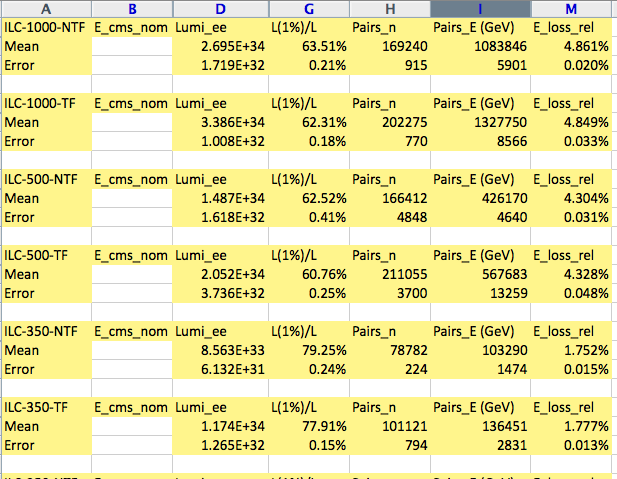 A B D G H I M
ILC-1000-NTF E_cms_nom Lumi_ee L(1%)/L Pairs_n Pairs_E (GeV) E_loss_rel
Mean 2.695E+34 63.51% 169240 1083846 4.861%
Error 1.719E+32 0.21% 915 5901 0.020%
ILC-1000-TF E_cms_nom Lumi_ee L(1%)/L Pairs_n Pairs_E (GeV) E_loss_rel
Mean 3.386E+34 62.31% 202275 1327750 4.849%
Error 1.008E+32 0.18% 770 8566 0.033%
ILC-500-NTF E_cms_nom Lumi_ee L(1%)/L Pairs_n Pairs_E (GeV) E_loss_rel
Mean 1.487E+34 62.52% 166412 426170 4.304%
Error 1.618E+32 0.41% 4848 4640 0.031%
ILC-500-TF E_cms_nom Lumi_ee L(1%)/L Pairs_n Pairs_E (GeV) E_loss_rel
Mean 2.052E+34 60.76% 211055 567683 4.328%
Error 3.736E+32 0.25% 3700 13259 0.048%
ILC-350-NTF E_cms_nom Lumi_ee L(1%)/L Pairs_n Pairs_E (GeV) E_loss_rel
Mean 8.563E+33 79.25% 78782 103290 1.752%
Error 6.132E+31 0.24% 224 1474 0.015%
ILC-350-TF E_cms_nom Lumi_ee L(1%)/L Pairs_n Pairs_E (GeV) E_loss_rel
Mean 1.174E+34 77.91% 101121 136451 1.777%
Error 1.265E+32 0.15% 794 2831 0.013%